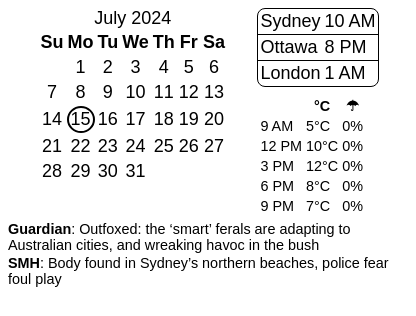 July 2024
Su Mo Tu We Th Fr Sa
1 2 3 4 5 6
7 8 9 10 11 12 13
14 15 16 17 18 19 20
21 22 23 24 25 26 27
28 29 30 31
Sydney 10 AM
Ottawa 8 PM
London 1 AM
°C ☂
9 AM 5°C 0%
12 PM 10°C 0%
3 PM 12°C 0%
6 PM 8°C 0%
9 PM 7°C 0%
Guardian: Outfoxed: the ‘smart’ ferals are adapting to
Australian cities, and wreaking havoc in the bush
SMH: Body found in Sydney’s northern beaches, police fear
foul play